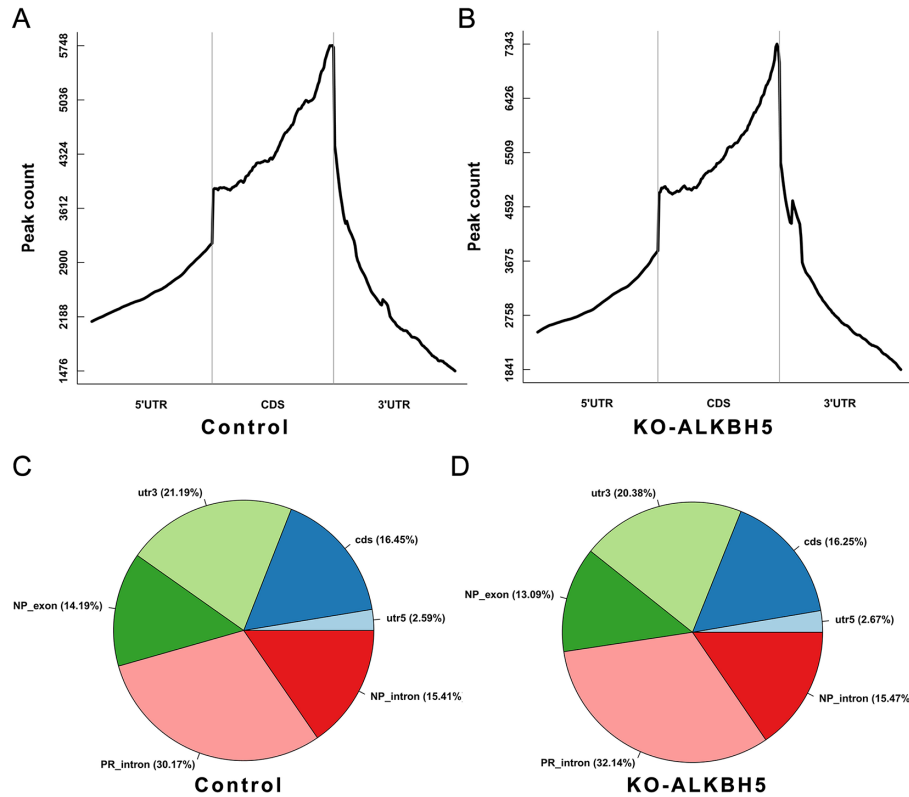 A
Peak count
5748
5036
4324
3612
2900
2188
1476
5'UTR
CDS
3'UTR
Control
B
Peak count
7343
6426
5509
4592
3675
2758
1841
5'UTR
CDS
3'UTR
KO-ALKBH5
C
utr3 (21.19%)
cds (16.45%)
NP_exon (14.19%)
utr5 (2.59%)
NP_intron (15.41%)
PR_intron (30.17%)
Control
D
utr3 (20.38%)
cds (16.25%)
NP_exon (13.09%)
utr5 (2.67%)
NP_intron (15.47%)
PR_intron (32.14%)
KO-ALKBH5